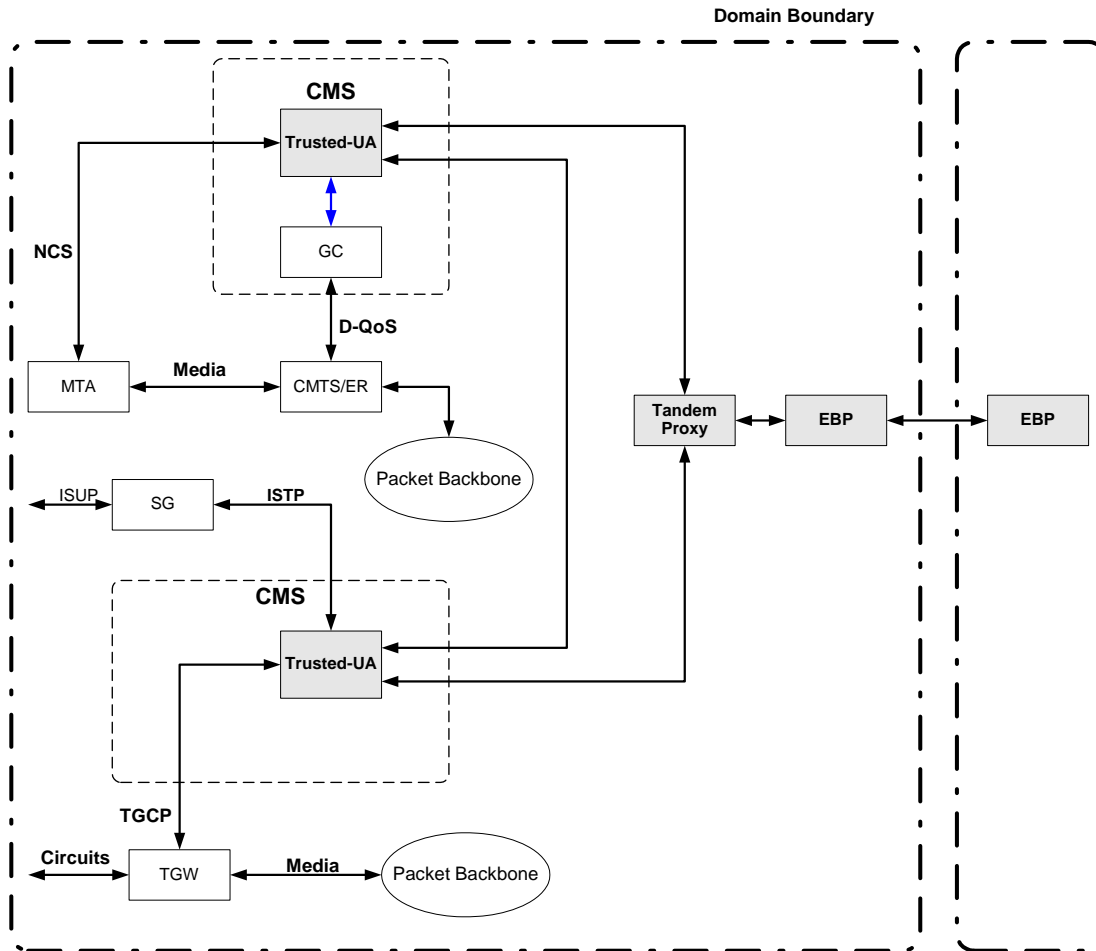 Domain Boundary
CMS
Trusted-UA
NCS
GC
D-QoS
MTA
Media
CMTS/ER
Tandem
Proxy
EBP
EBP
Packet Backbone
ISUP
SG
ISTP
CMS
Trusted-UA
TGCP
Circuits
TGW
Media
Packet Backbone